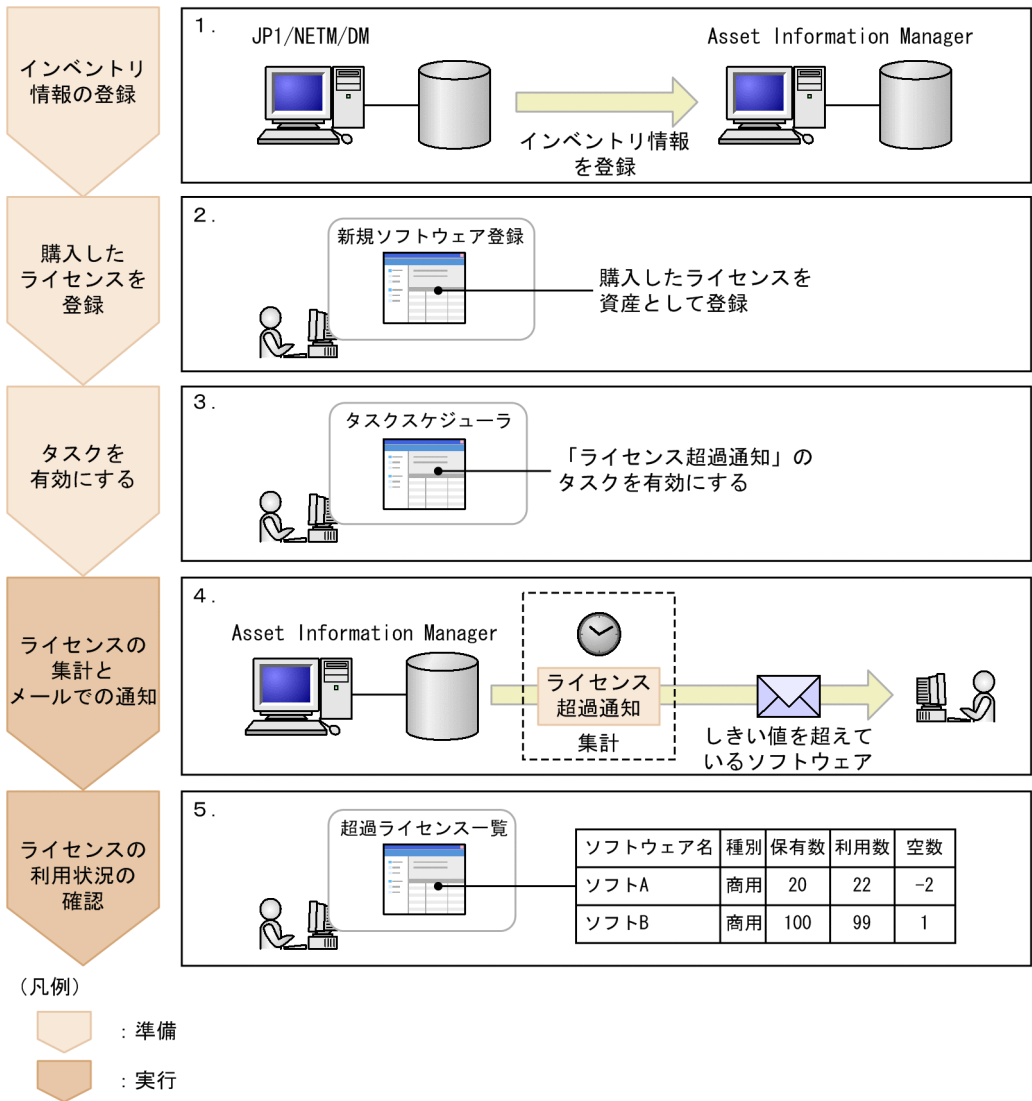 インベントリ
情報の登録
1.
JP1/NETM/DM
Asset Information Manager
インベントリ情報
を登録
購入した
ライセンスを
登録
2.
新規ソフトウェア登録
購入したライセンスを
資産として登録
タスクを
有効にする
3.
タスクスケジューラ
「ライセンス超過通知」の
タスクを有効にする
ライセンスの
集計と
メールでの通知
4.
Asset Information Manager
ライセンス
超過通知
集計
しきい値を超えて
いるソフトウェア
ライセンスの
利用状況の
確認
5.
超過ライセンス一覧
ソフトウェア名 種別 保有数 利用数 空数
ソフトA 商用 20 22 -2
ソフトB 商用 100 99 1
(凡例)
:準備
:実行